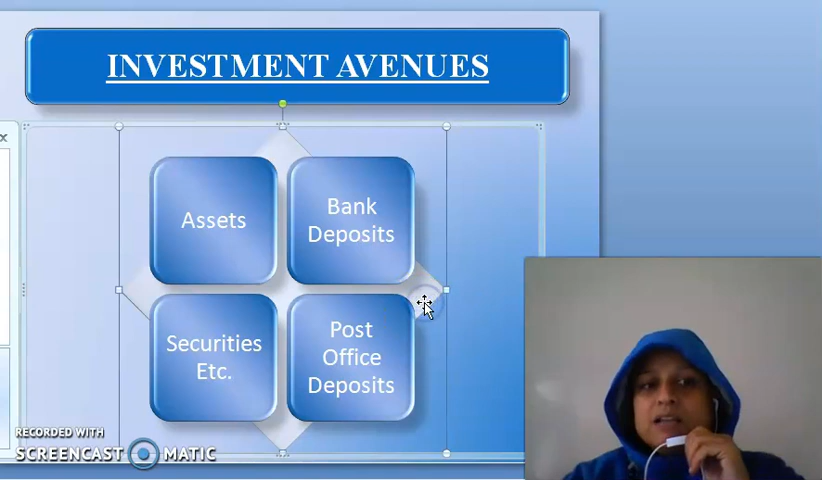 INVESTMENT AVENUES
x
Assets
Bank
Deposits
Securities
Etc.
Post
Office
Deposits
RECORDED WITH
SCREENCAST MATIC